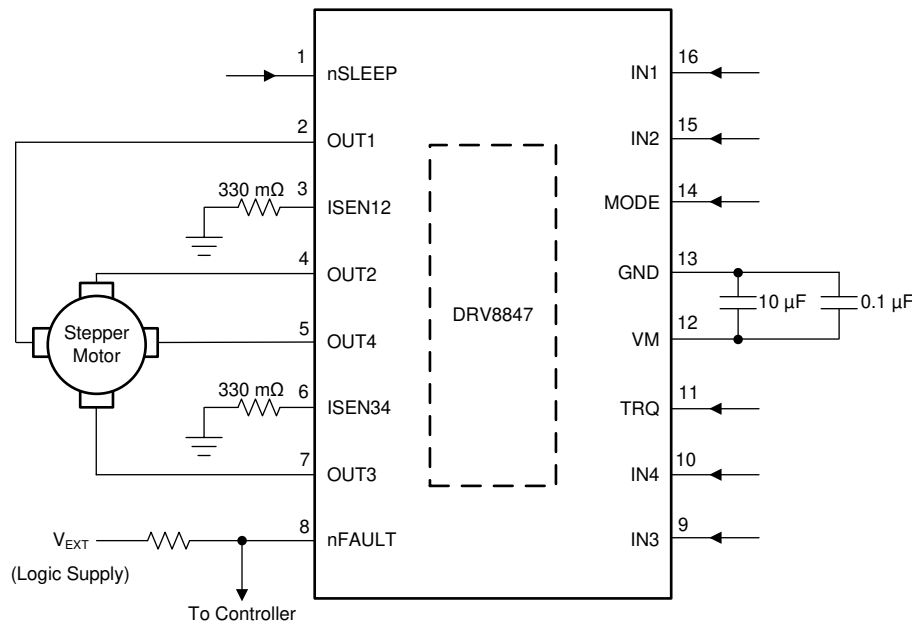 1
nSLEEP
IN1
16
2
OUT1
IN2
15
330 mΩ
3
ISEN12
MODE
14
4
OUT2
GND
13
10 µF
0.1 µF
DRV8847
Stepper
Motor
5
OUT4
VM
12
330 mΩ
6
ISEN34
TRQ
11
7
OUT3
IN4
10
VEXT
(Logic Supply)
8
nFAULT
IN3
9
To Controller